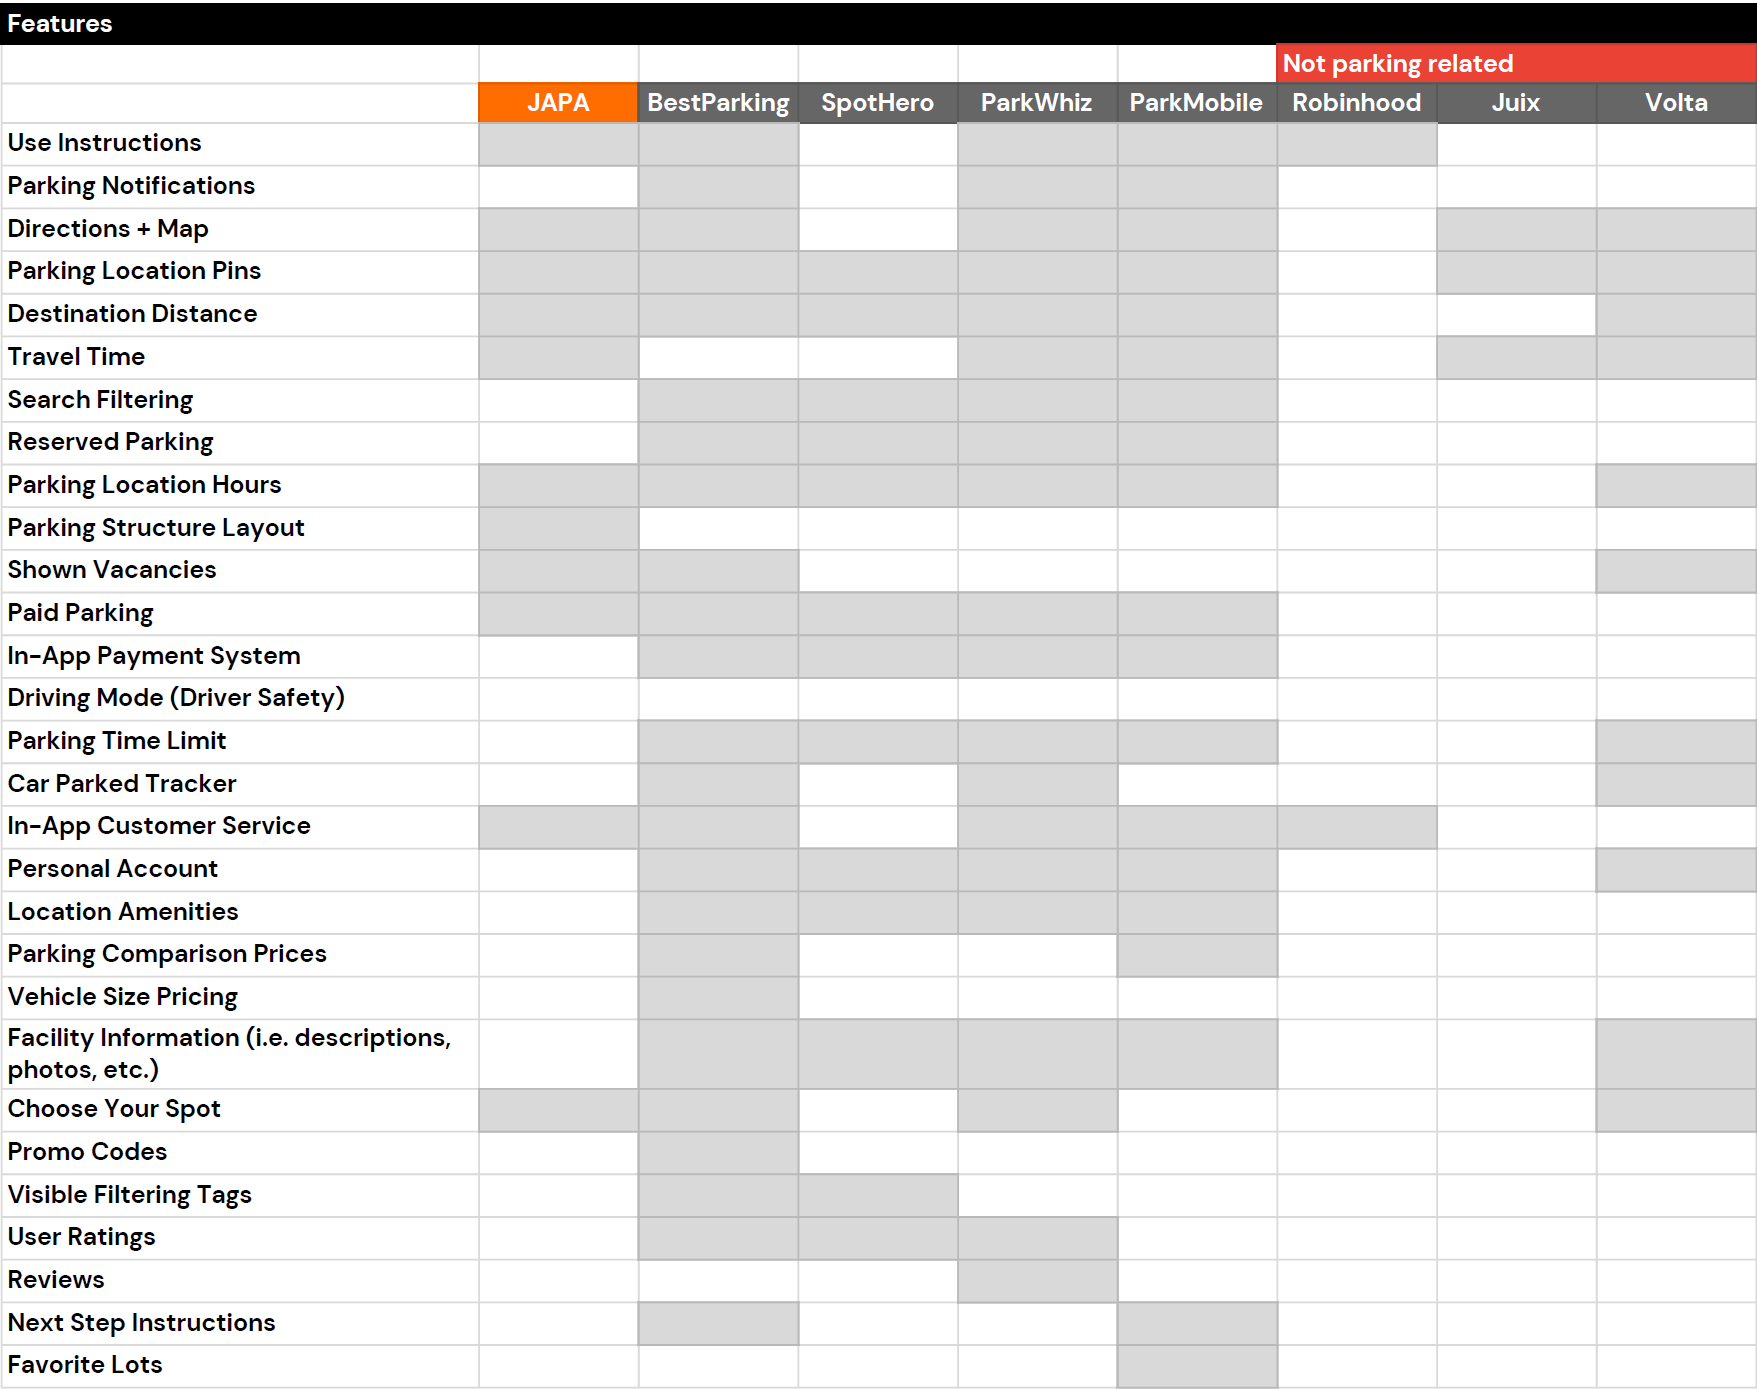 Features
Not parking related
JAPA BestParking SpotHero ParkWhiz ParkMobile Robinhood Juix Volta
Use Instructions
Parking Notifications
Directions + Map
Parking Location Pins
Destination Distance
Travel Time
Search Filtering
Reserved Parking
Parking Location Hours
Parking Structure Layout
Shown Vacancies
Paid Parking
In-App Payment System
Driving Mode (Driver Safety)
Parking Time Limit
Car Parked Tracker
In-App Customer Service
Personal Account
Location Amenities
Parking Comparison Prices
Vehicle Size Pricing
Facility Information (i.e. descriptions,
photos, etc.)
Choose Your Spot
Promo Codes
Visible Filtering Tags
User Ratings
Reviews
Next Step Instructions
Favorite Lots